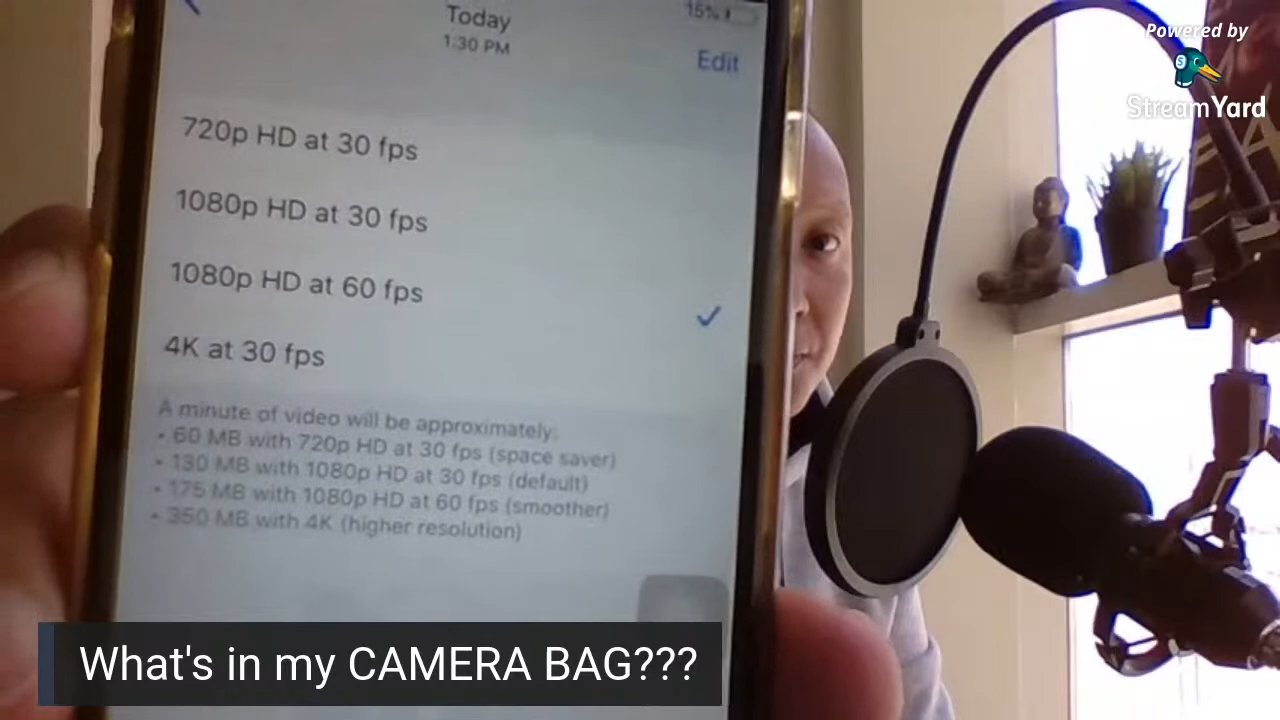 Today
15%
1:30 PM
Edit
720p HD at 30 fps
1080p HD at 30 fps
1080p HD at 60 fps
4K at 30 fps
A minute of video will be approximately:
• 60 MB with 720p HD at 30 fps (space saver)
• 130 MB with 1080p HD at 30 fps (default)
• 175 MB with 1080p HD at 60 fps (smoother)
• 350 MB with 4K (higher resolution)
What's in my CAMERA BAG???
Powered by
StreamYard